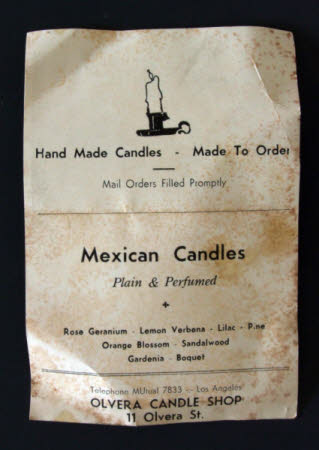 Hand Made Candles - Made To Order
Mail Orders Filled Promptly
Mexican Candles
Plain & Perfumed
+
Rose Geranium - Lemon Verbena - Lilac - Pine
Orange Blossom - Sandalwood
Gardenia - Boquet
Telephone MUtual 7833 -- Los Angeles
OLVERA CANDLE SHOP
11 Olvera St.